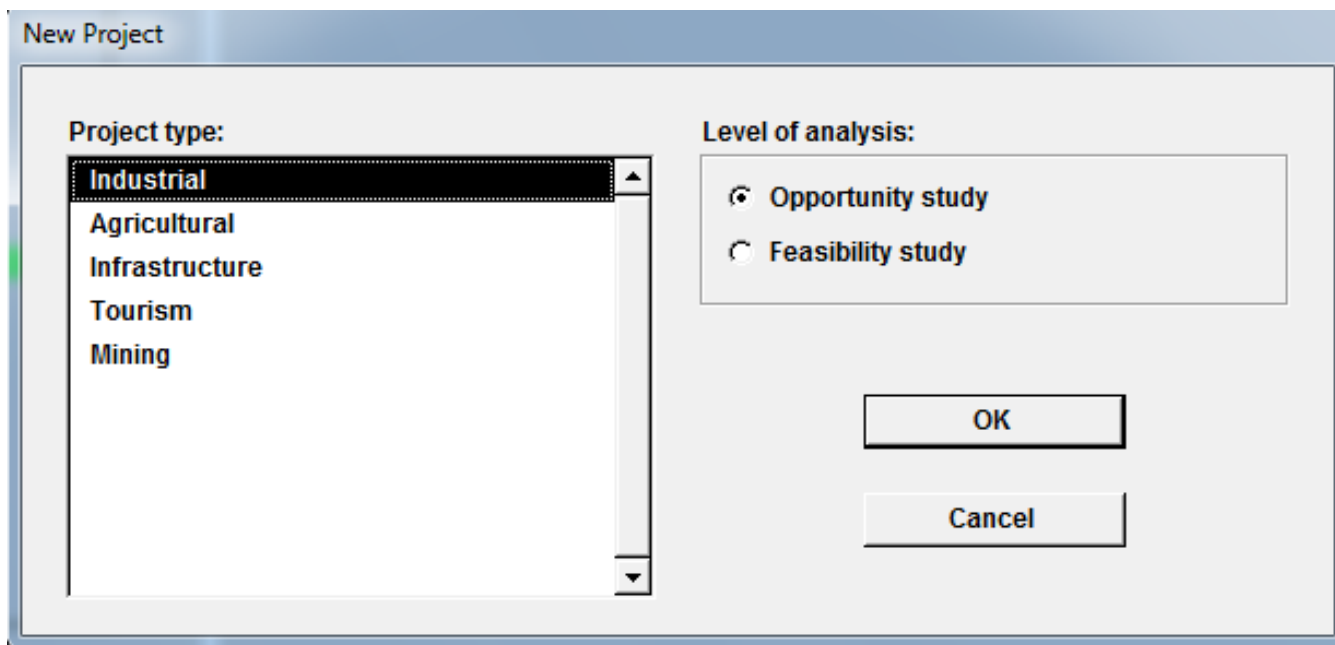 New Project
Project type:
Industrial
Agricultural
Infrastructure
Tourism
Mining
Level of analysis:
Opportunity study
Feasibility study
OK
Cancel